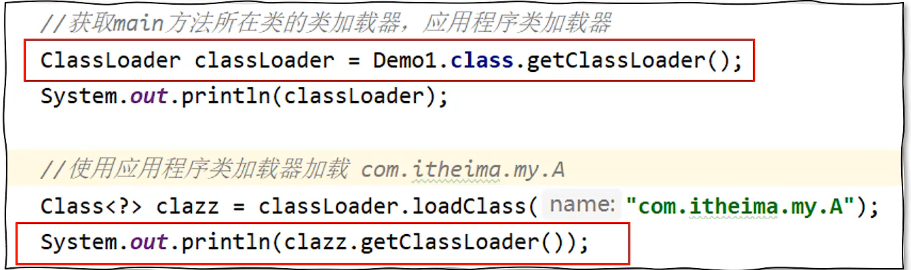 //获取main方法所在类的类加载器，应用程序类加载器
ClassLoader classLoader = Demo1.class.getClassLoader();
System.out.println(classLoader);
//使用应用程序类加载器加载 com.itheima.my.A
Class<?> clazz = classLoader.loadClass( name: "com.itheima.my.A");
System.out.println(clazz.getClassLoader());